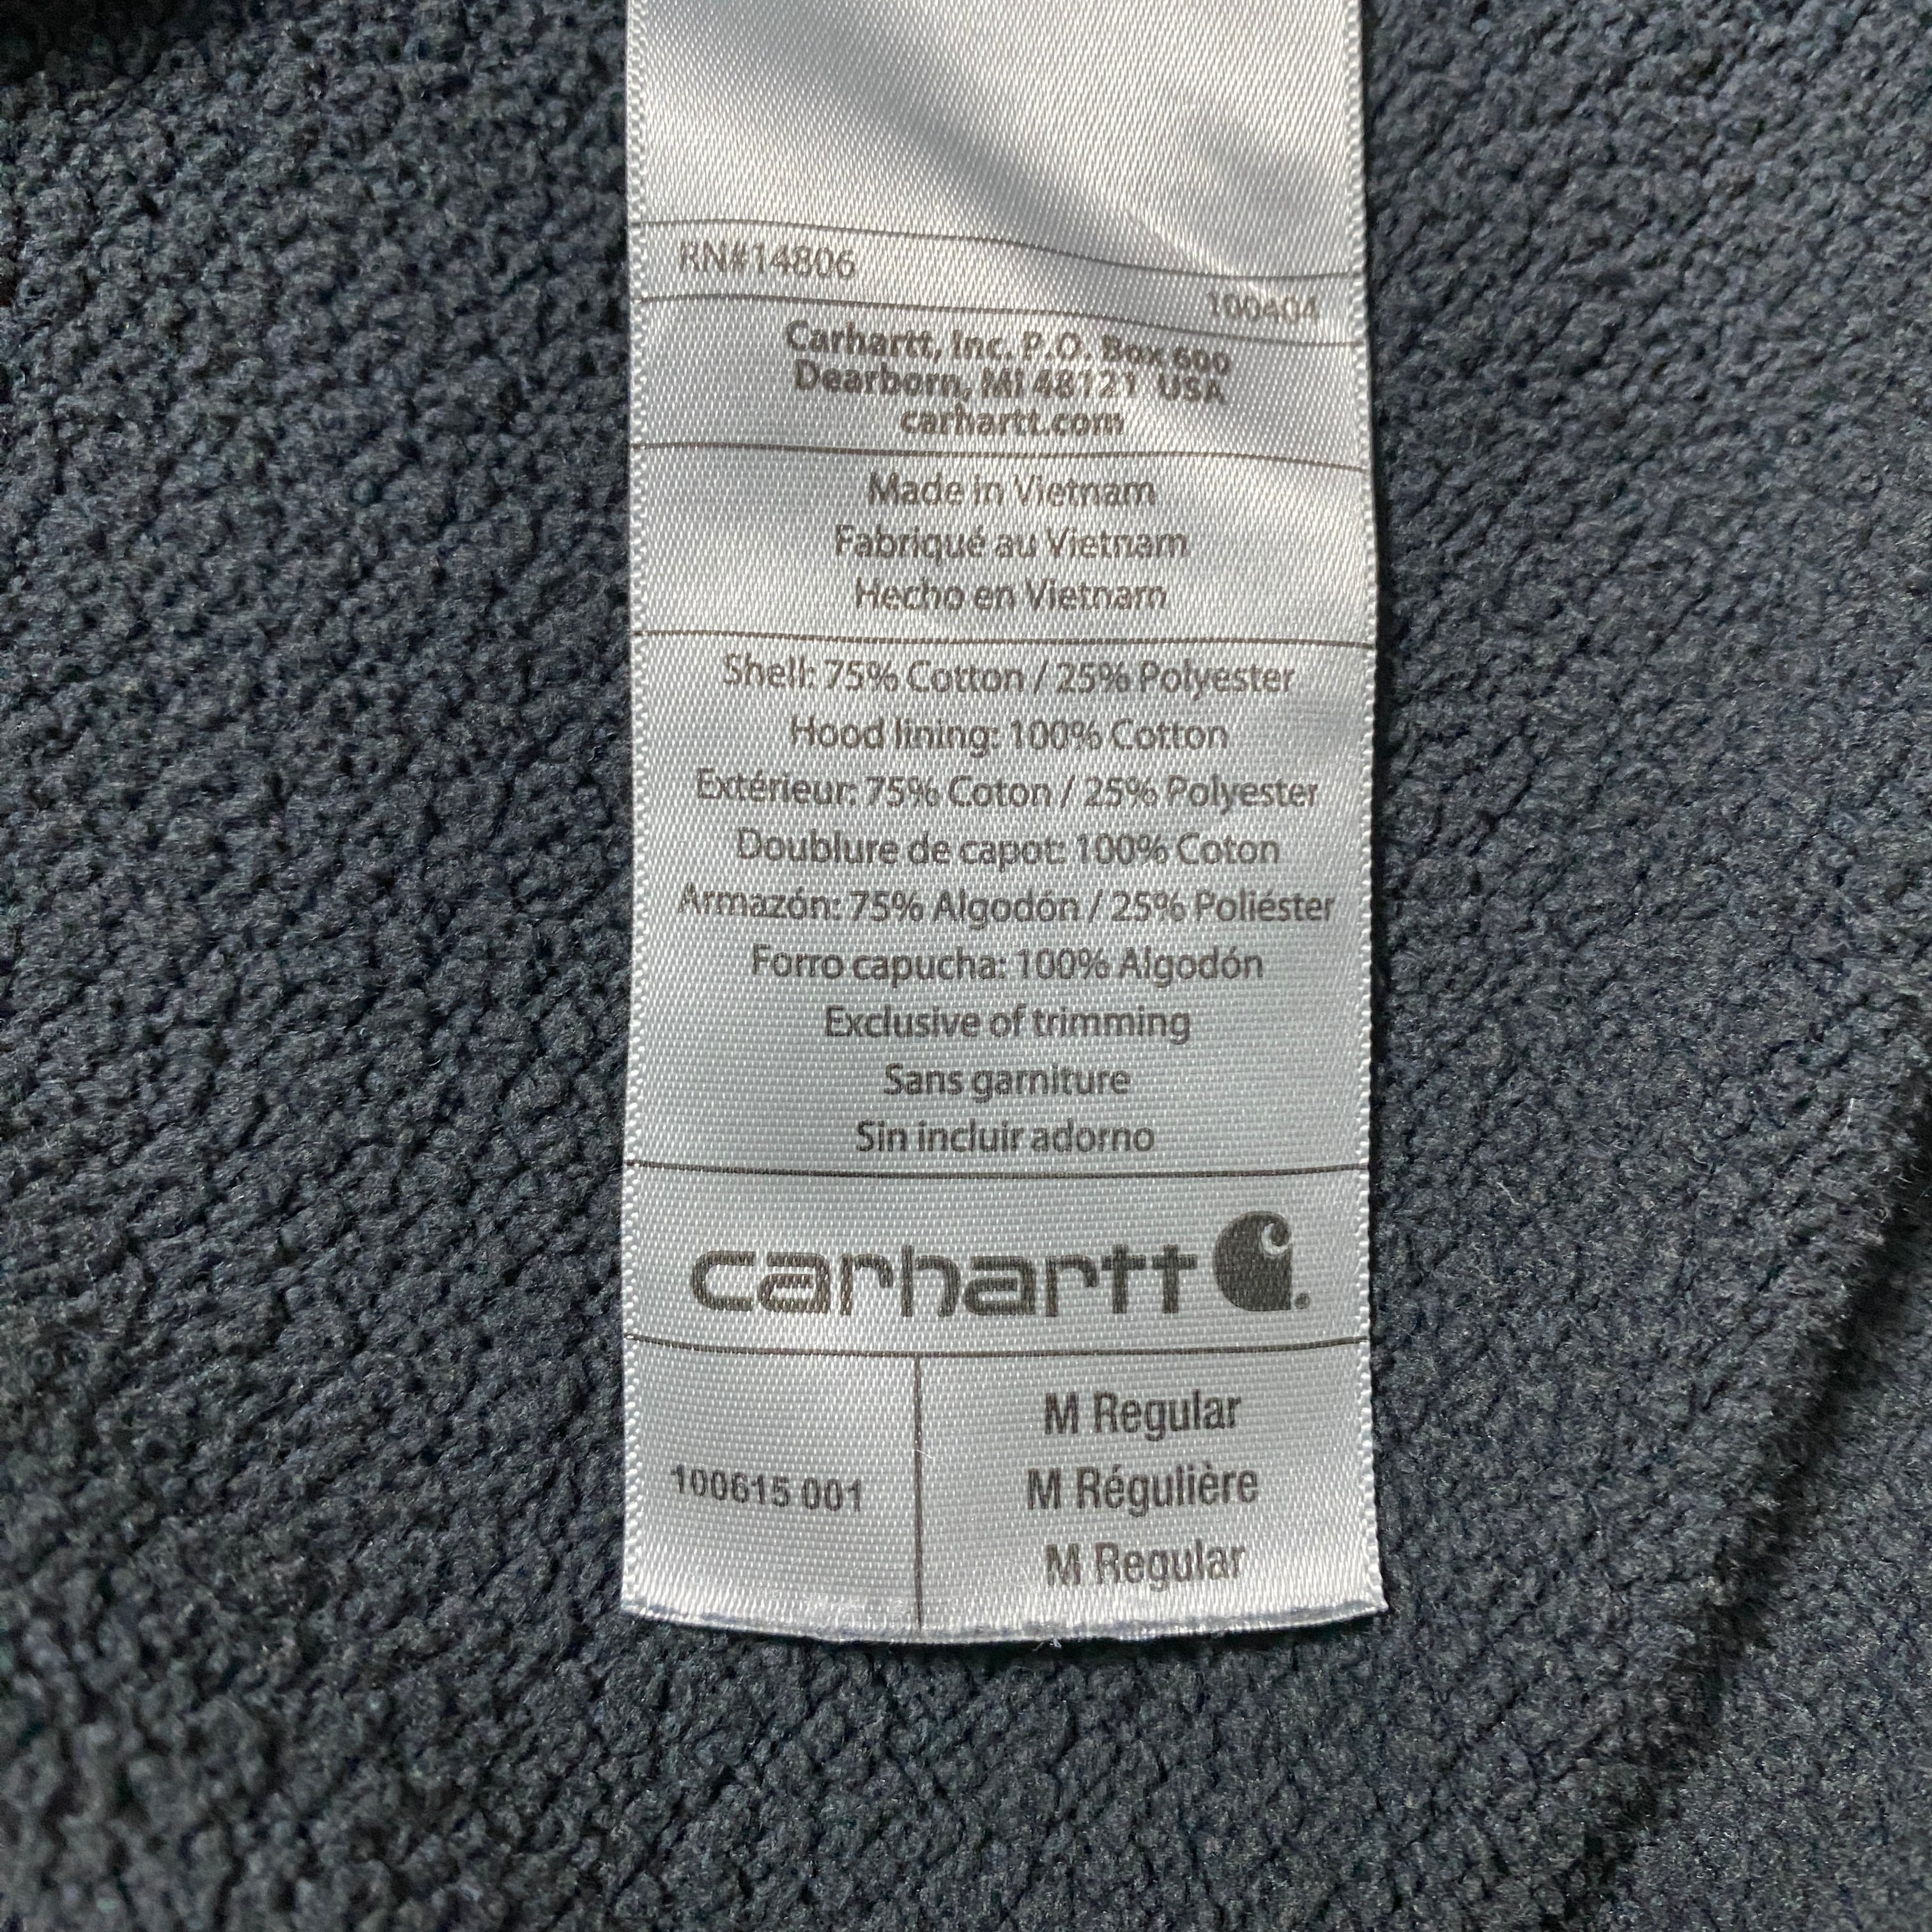 RN#14806
100404
Carhartt, Inc. P.O. Box 600
Dearborn, MI 48121 USA
carhartt.com
Made in Vietnam
Fabriqué au Vietnam
Hecho en Vietnam
Shell: 75% Cotton / 25% Polyester
Hood lining: 100% Cotton
Extérieur: 75% Coton / 25% Polyester
Doublure de capot: 100% Coton
Armazón: 75% Algodón / 25% Poliéster
Forro capucha: 100% Algodón
Exclusive of trimming
Sans garniture
Sin incluir adorno
carhartt
100615 001
M Regular
M Régulière
M Regular